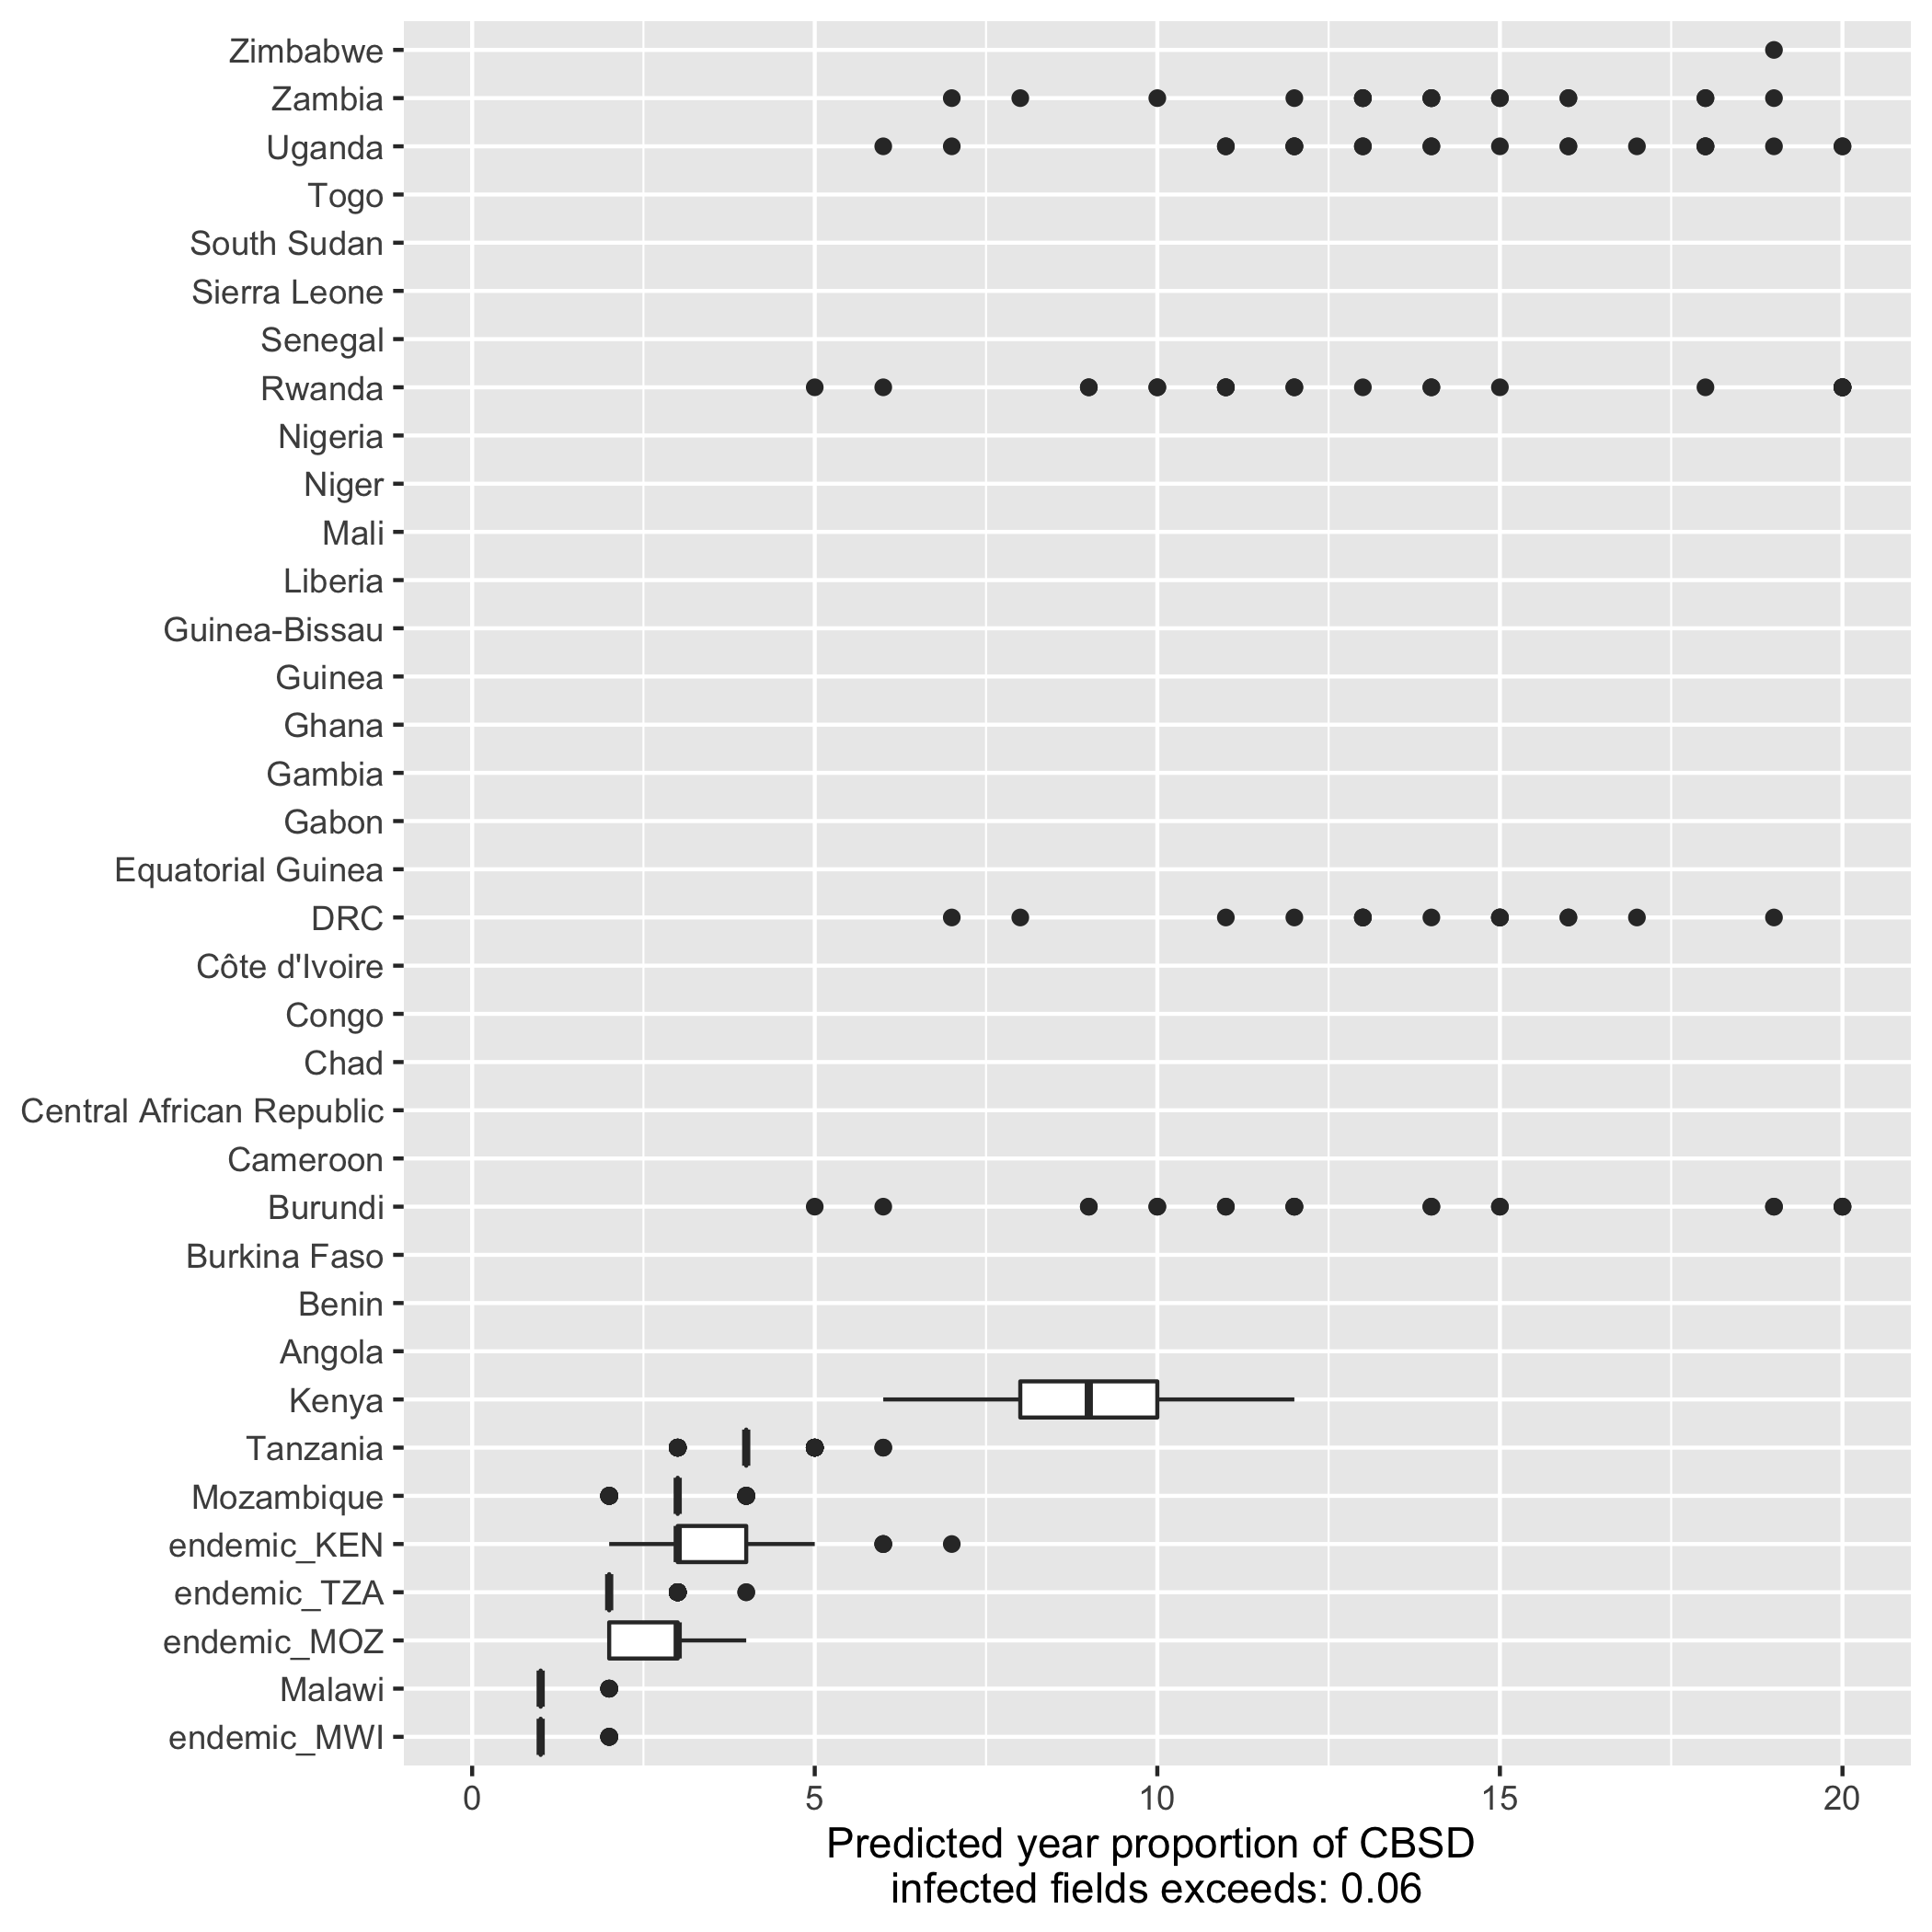 Zimbabwe
Zambia
Uganda
Togo
South Sudan
Sierra Leone
Senegal
Rwanda
Nigeria
Niger
Mali
Liberia
Guinea-Bissau
Guinea
Ghana
Gambia
Gabon
Equatorial Guinea
DRC
Côte d'Ivoire
Congo
Chad
Central African Republic
Cameroon
Burundi
Burkina Faso
Benin
Angola
Kenya
Tanzania
Mozambique
endemic_KEN
endemic_TZA
endemic_MOZ
Malawi
endemic_MWI
0 5 10 15 20
Predicted year proportion of CBSD
infected fields exceeds: 0.06